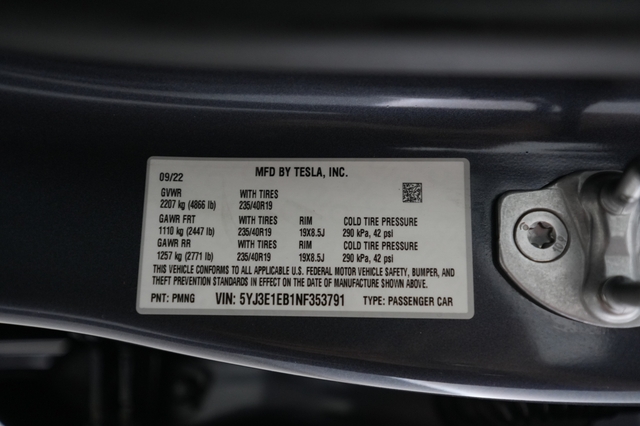 09/22 MFD BY TESLA, INC.
GVWR WITH TIRES
2207 kg (4866 lb) 235/40R19
GAWR FRT WITH TIRES RIM COLD TIRE PRESSURE
1110 kg (2447 lb) 235/40R19 19X8.5J 290 kPa, 42 psi
GAWR RR WITH TIRES RIM COLD TIRE PRESSURE
1257 kg (2771 lb) 235/40R19 19X8.5J 290 kPa, 42 psi
THIS VEHICLE CONFORMS TO ALL APPLICABLE U.S. FEDERAL MOTOR VEHICLE SAFETY, BUMPER, AND
THEFT PREVENTION STANDARDS IN EFFECT ON THE DATE OF MANUFACTURE SHOWN ABOVE.
PNT: PMNG VIN: 5YJ3E1EB1NF353791 TYPE: PASSENGER CAR